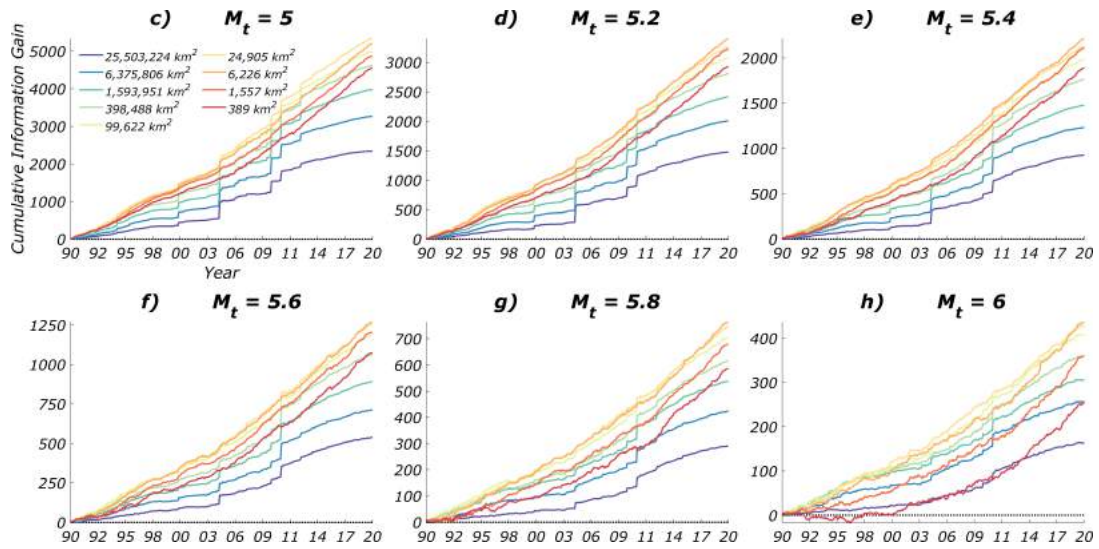 c) M_t = 5
d) M_t = 5.2
e) M_t = 5.4
Cumulative Information Gain
5000
4000
3000
2000
1000
0
25,503,224 km²
6,375,806 km²
1,593,951 km²
398,488 km²
99,622 km²
24,905 km²
6,226 km²
1,557 km²
389 km²
90 92 95 98 00 03 06 09 11 14 17 20
Year
3000
2500
2000
1500
1000
500
0
90 92 95 98 00 03 06 09 11 14 17 20
2000
1500
1000
500
0
90 92 95 98 00 03 06 09 11 14 17 20
f) M_t = 5.6
g) M_t = 5.8
h) M_t = 6
1250
1000
750
500
250
0
90 92 95 98 00 03 06 09 11 14 17 20
700
600
500
400
300
200
100
0
90 92 95 98 00 03 06 09 11 14 17 20
400
300
200
100
0
90 92 95 98 00 03 06 09 11 14 17 20